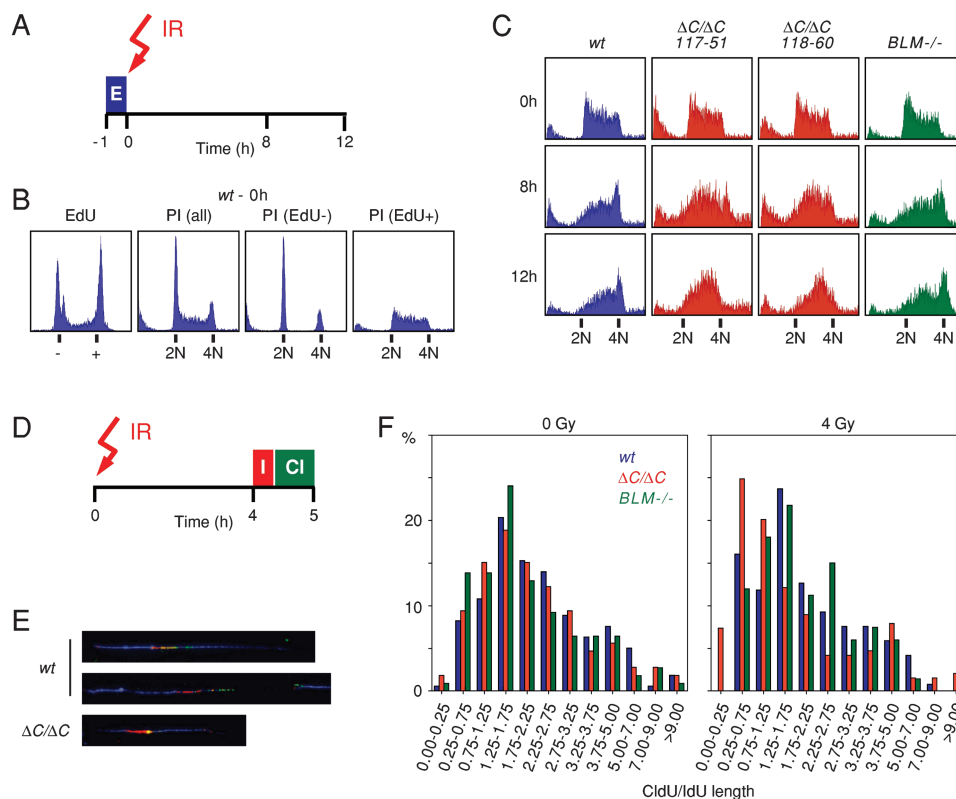 A
IR
E
-1 0 8 12
Time (h)
B
wt - 0h
EdU PI (all) PI (EdU-) PI (EdU+)
- + 2N 4N 2N 4N 2N 4N
C
wt ΔC/ΔC 117-51 ΔC/ΔC 118-60 BLM-/-
0h
8h
12h
2N 4N 2N 4N 2N 4N 2N 4N
D
IR
I Cl
0 4 5
Time (h)
E
wt
ΔC/ΔC
F
0 Gy 4 Gy
%
wt
ΔC/ΔC
BLM-/-
20
10
0
0.00-0.25 0.25-0.75 0.75-1.25 1.25-1.75 1.75-2.25 2.25-2.75 2.75-3.25 3.25-3.75 3.75-5.00 5.00-7.00 7.00-9.00 >9.00
0.00-0.25 0.25-0.75 0.75-1.25 1.25-1.75 1.75-2.25 2.25-2.75 2.75-3.25 3.25-3.75 3.75-5.00 5.00-7.00 7.00-9.00 >9.00
CldU/IdU length